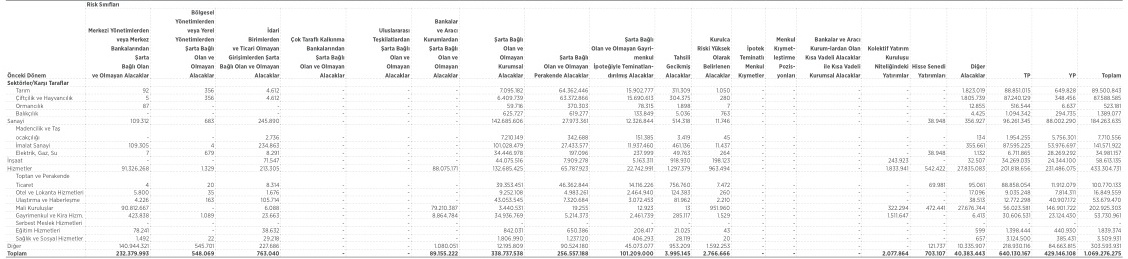 Risk Sınıfları
Bölgesel
Yönetimlerden Bankalar
Merkezi Yönetimlerden veya Yerel İdari Uluslararası ve Aracı Şarta Bağlı Kurulca Menkul Bankalar ve Aracı
veya Merkez Yönetimlerden Birimlerden Çok Taraflı Kalkınma Teşkilatlardan Kurumlardan Şarta Bağlı Olan ve Olmayan Gayri- Riski Yüksek İpotek Kıymet- Kurum-lardan Olan Kolektif Yatırım
Bankalarından Şarta Bağlı ve Ticari Olmayan Bankalarından Şarta Bağlı Şarta Bağlı Olan ve Şarta Bağlı menkul Tahsili Olarak Teminatlı leştirme Kısa Vadeli Alacaklar Kuruluşu
Şarta Olan ve Girişimlerden Şarta Şarta Bağlı Olan ve Olan ve Olmayan Olan ve Olmayan İpoteğiyle Teminatlan- Gecikmiş Belirlenen Menkul Pozis- ile Kısa Vadeli Niteliğindeki Hisse Senedi Diğer
Bağlı Olan Olmayan Bağlı Olan ve Olmayan Olan ve Olmayan Olmayan Olmayan Kurumsal
Önceki Dönem ve Olmayan Alacaklar Alacaklar Alacaklar Alacaklar Alacaklar Alacaklar Alacaklar Perakende Alacaklar dırılmış Alacaklar Alacaklar Alacaklar Kıymetler yonları Kurumsal Alacaklar Yatırımlar Yatırımları Alacaklar TP YP Toplam
Sektörler/Karşı Taraflar
Tarım 92 356 4.612 - - - 7.095.182 64.362.446 15.902.777 311.309 1.050 - - - - - 1.823.019 88.851.015 649.828 89.500.843
Çiftçilik ve Hayvancılık 5 356 4.612 - - - 6.409.739 63.372.866 15.690.613 304.375 280 - - - - - 1.805.739 87.240.129 348.456 87.588.585
Ormancılık 87 - - - - - 59.716 370.303 76.315 1.898 7 - - - - - 12.855 516.544 6.637 523.181
Balıkçılık - - - - - - 625.727 619.277 133.849 5.036 763 - - - - - 4.425 1.094.342 294.735 1.389.077
Sanayi 109.312 683 245.890 - - - 142.685.606 27.973.361 12.326.844 514.318 11.746 - - - - 38.948 356.927 96.261.345 88.002.290 184.263.635
Madencilik ve Taş
ocakçılığı - - 2.736 - - - 7.210.149 342.688 151.385 3.419 45 - - - - - 134 1.954.255 5.756.301 7.710.556
İmalat Sanayi 109.305 4 234.863 - - - 101.028.479 27.433.577 11.937.460 461.136 11.437 - - - - - 355.661 87.595.225 53.976.697 141.571.922
Elektrik, Gaz, Su 7 679 8.291 - - - 34.446.978 197.096 237.999 49.763 264 - - - - 38.948 1.132 6.711.865 28.269.292 34.981.157
İnşaat - - 71.547 - - - 44.075.516 7.909.278 5.163.311 918.930 198.123 - - - 243.923 - 32.507 34.269.035 24.344.100 58.613.135
Hizmetler 91.326.268 1.329 213.305 - - 88.075.171 132.685.425 65.787.923 22.742.991 1.297.379 963.494 - - - 1.833.941 542.422 27.835.083 201.818.656 231.486.075 433.304.731
Toptan ve Perakende
Ticaret 4 20 8.314 - - - 39.353.451 46.362.844 14.116.226 756.760 7.472 - - - - 69.981 95.061 88.858.054 11.912.079 100.770.133
Otel ve Lokanta Hizmetleri 5.800 35 1.676 - - - 9.252.108 4.983.261 2.464.940 124.383 260 - - - - - 17.096 9.035.248 7.814.311 16.849.559
Ulaştırma ve Haberleşme 4.226 163 105.714 - - - 43.053.545 7.320.684 3.072.453 81.962 2.210 - - - - - 38.513 12.772.298 40.907.172 53.679.470
Mali Kuruluşlar 90.812.667 - 6.088 - - 79.210.387 3.440.531 19.255 12.923 13 951.960 - - - 322.294 472.441 27.676.744 56.023.581 146.901.722 202.925.303
Gayrimenkul ve Kira Hizm. 423.838 1.089 23.663 - - 8.864.784 34.936.769 5.214.373 2.461.739 285.117 1.529 - - - 1.511.647 - 6.413 30.606.531 23.124.430 53.730.961
Serbest Meslek Hizmetleri - - - - - - - - - - - - - - - - - - - -
Eğitim Hizmetleri 78.241 - 38.632 - - - 842.031 650.386 208.417 21.025 43 - - - - - 599 1.398.444 440.930 1.839.374
Sağlık ve Sosyal Hizmetler 1.492 22 29.218 - - - 1.806.990 1.237.120 406.293 28.119 20 - - - - - 657 3.124.500 385.431 3.509.931
Diğer 140.944.321 545.701 227.686 - - 1.080.051 12.195.809 90.524.180 45.073.077 953.209 1.592.253 - - - - 121.737 10.335.907 218.930.116 84.663.815 303.593.931
Toplam 232.379.993 548.069 763.040 - - 89.155.222 338.737.538 256.557.188 101.209.000 3.995.145 2.766.666 - - - 2.077.864 703.107 40.383.443 640.130.167 429.146.108 1.069.276.275